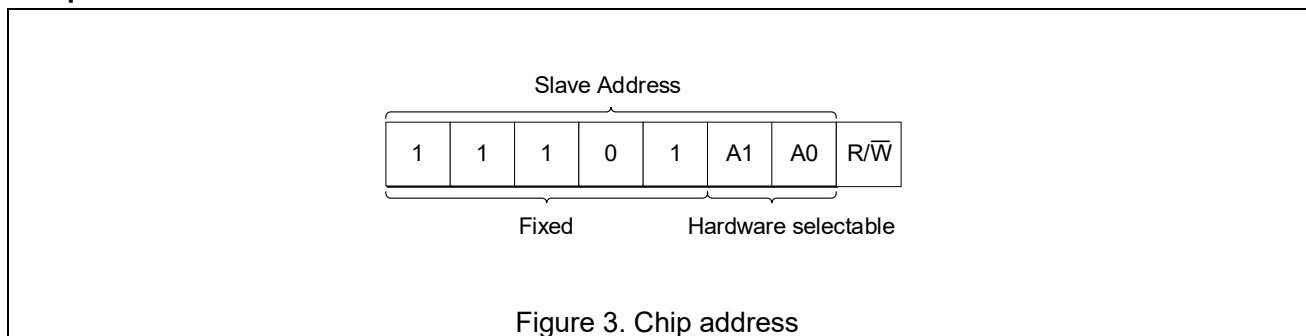 Slave Address
1 1 1 0 1 A1 A0 R/W̅
Fixed Hardware selectable
Figure 3. Chip address